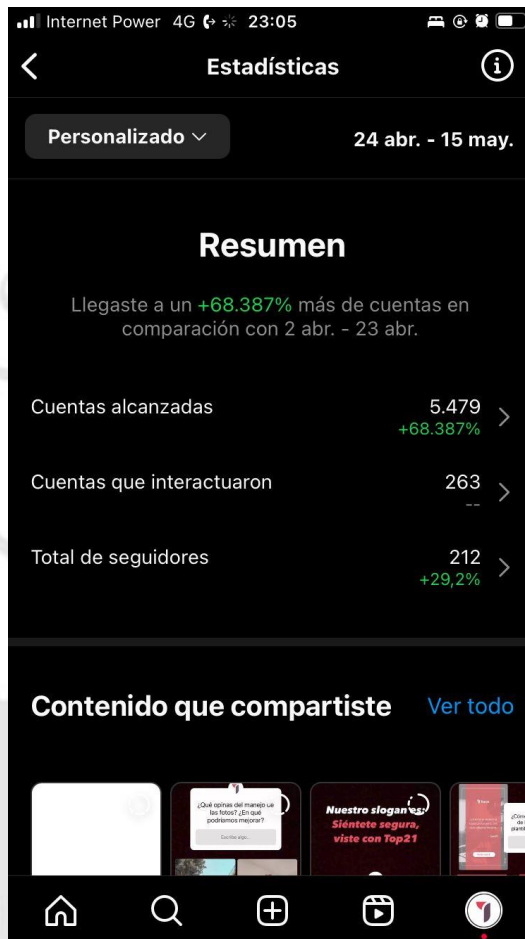 Internet Power 4G 23:05
Estadísticas
Personalizado 24 abr. - 15 may.
Resumen
Llegaste a un +68.387% más de cuentas en
comparación con 2 abr. - 23 abr.
Cuentas alcanzadas 5.479
+68.387%
Cuentas que interactuaron 263
--
Total de seguidores 212
+29,2%
Contenido que compartiste Ver todo
¿Qué opinas del manejo de
las fotos? ¿En qué
podríamos mejorar?
Escribe algo...
Nuestro slogan es:
Siéntete segura,
viste con Top21